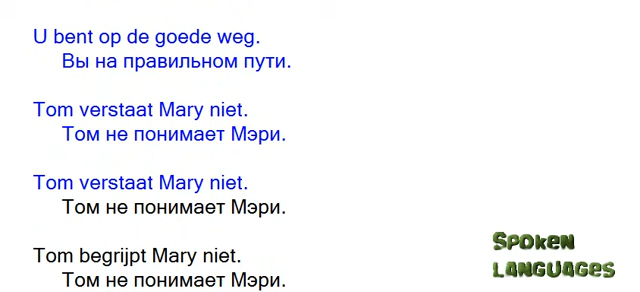 U bent op de goede weg.
Вы на правильном пути.
Tom verstaat Mary niet.
Том не понимает Мэри.
Tom verstaat Mary niet.
Том не понимает Мэри.
Tom begrijpt Mary niet.
Том не понимает Мэри.
Spoken
Languages